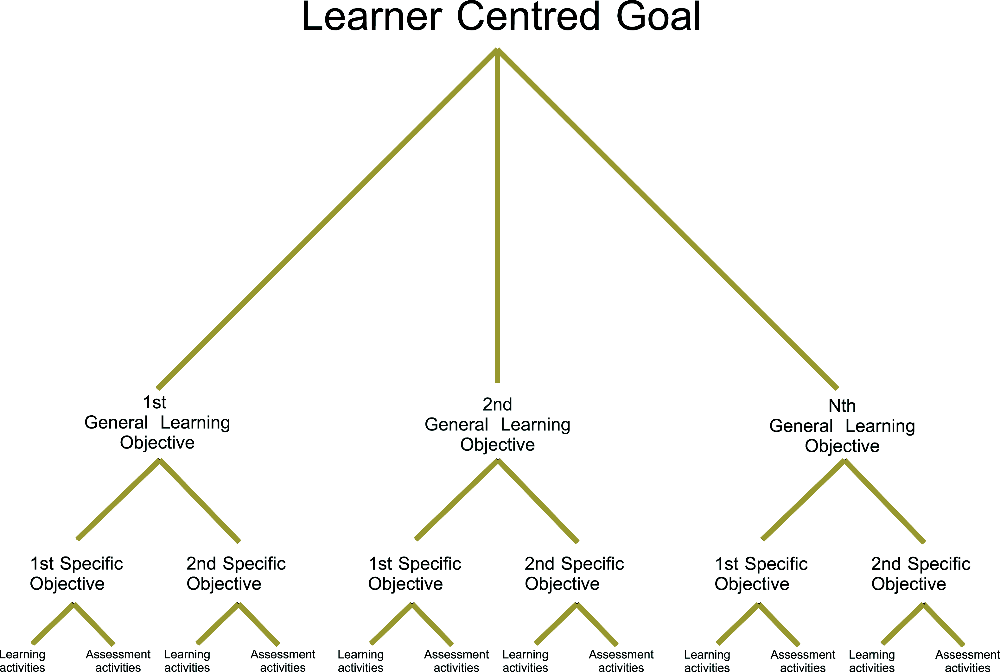 Learner Centred Goal
1st
General Learning
Objective
2nd
General Learning
Objective
Nth
General Learning
Objective
1st Specific
Objective
2nd Specific
Objective
1st Specific
Objective
2nd Specific
Objective
1st Specific
Objective
2nd Specific
Objective
Learning
activities
Assessment
activities
Learning
activities
Assessment
activities
Learning
activities
Assessment
activities
Learning
activities
Assessment
activities
Learning
activities
Assessment
activities
Learning
activities
Assessment
activities